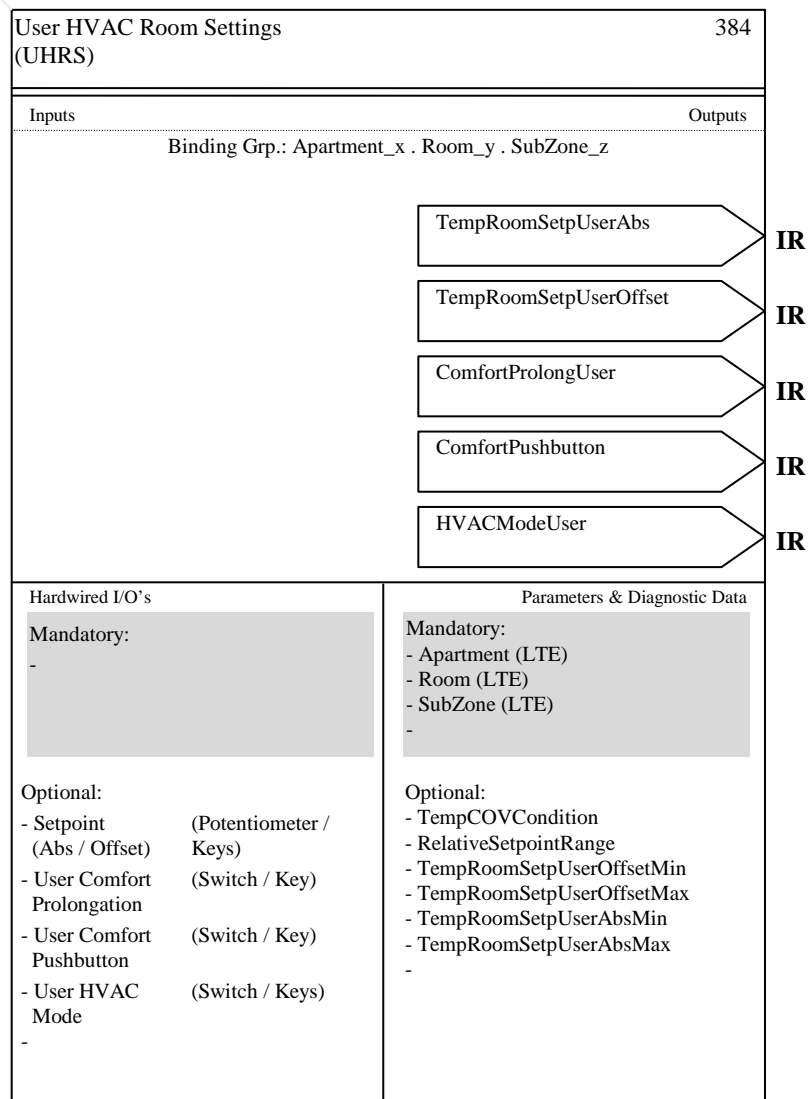 User HVAC Room Settings 384
(UHRS)
Inputs Outputs
Binding Grp.: Apartment_x . Room_y . SubZone_z
TempRoomSetpUserAbs
IR
TempRoomSetpUserOffset
IR
ComfortProlongUser
IR
ComfortPushbutton
IR
HVACModeUser
IR
Hardwired I/O's
Mandatory:
-
Optional:
- Setpoint (Potentiometer /
(Abs / Offset) Keys)
- User Comfort (Switch / Key)
Prolongation
- User Comfort (Switch / Key)
Pushbutton
- User HVAC (Switch / Keys)
Mode
-
Parameters & Diagnostic Data
Mandatory:
- Apartment (LTE)
- Room (LTE)
- SubZone (LTE)
-
Optional:
- TempCOVCondition
- RelativeSetpointRange
- TempRoomSetpUserOffsetMin
- TempRoomSetpUserOffsetMax
- TempRoomSetpUserAbsMin
- TempRoomSetpUserAbsMax
-